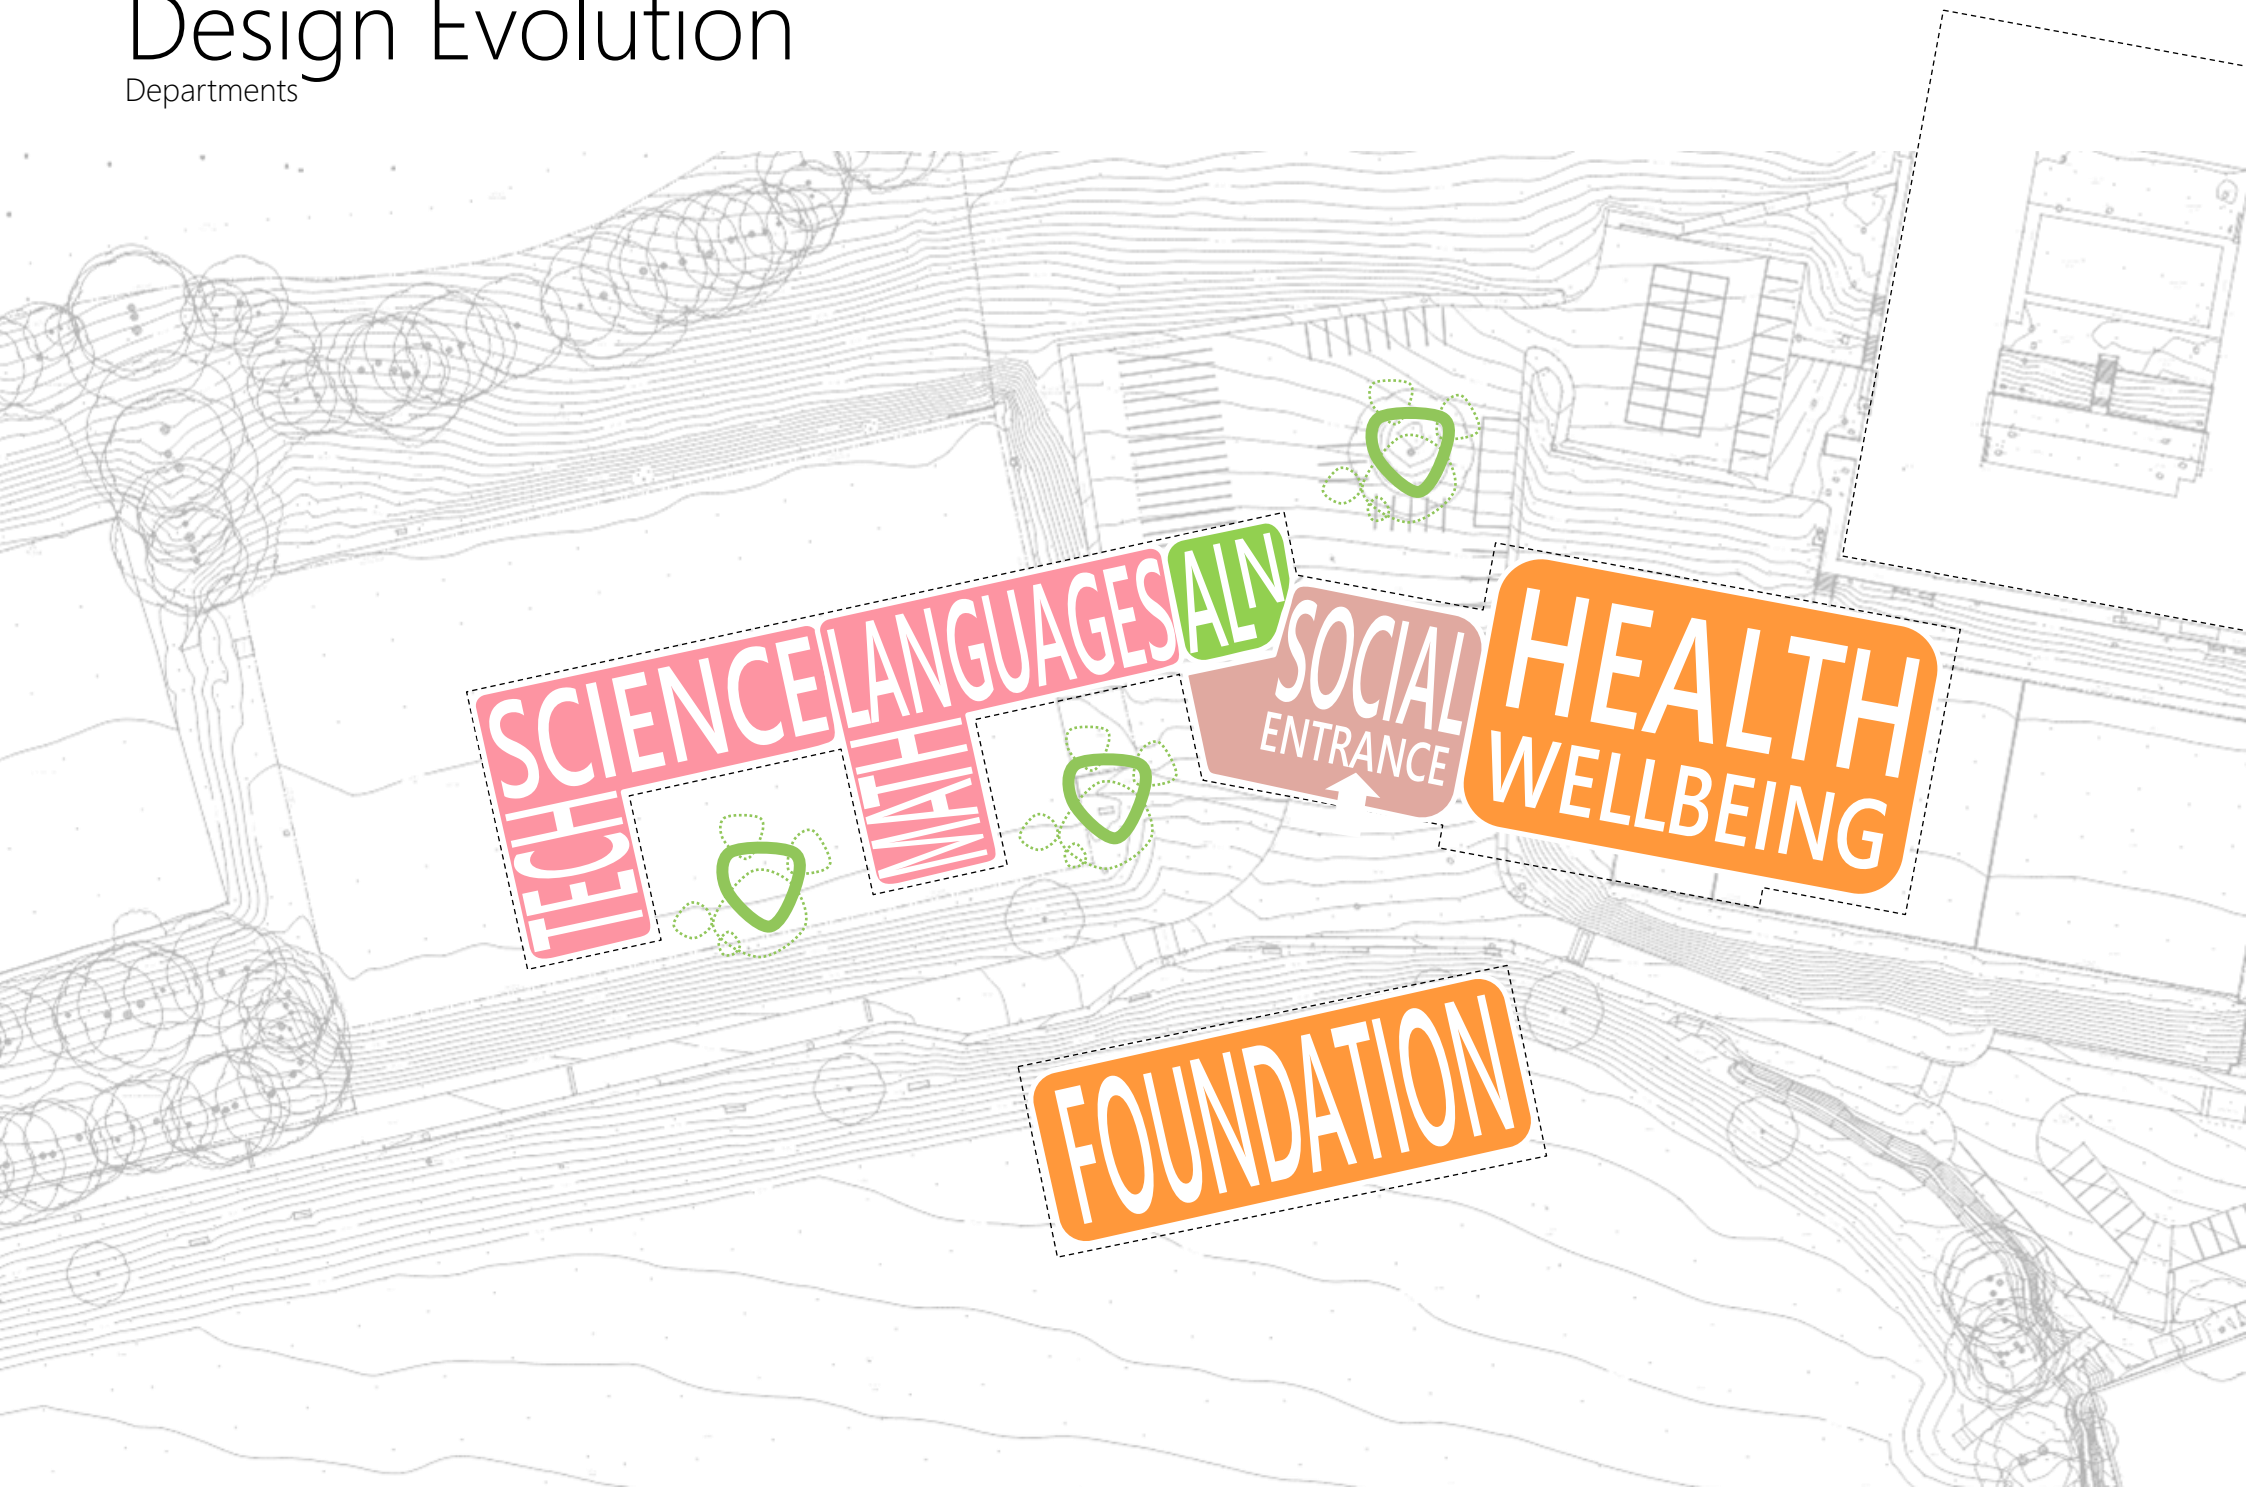 Design Evolution
Departments
SCIENCE
LANGUAGES
ALN
TECH
MATH
SOCIAL
ENTRANCE
HEALTH
WELLBEING
FOUNDATION